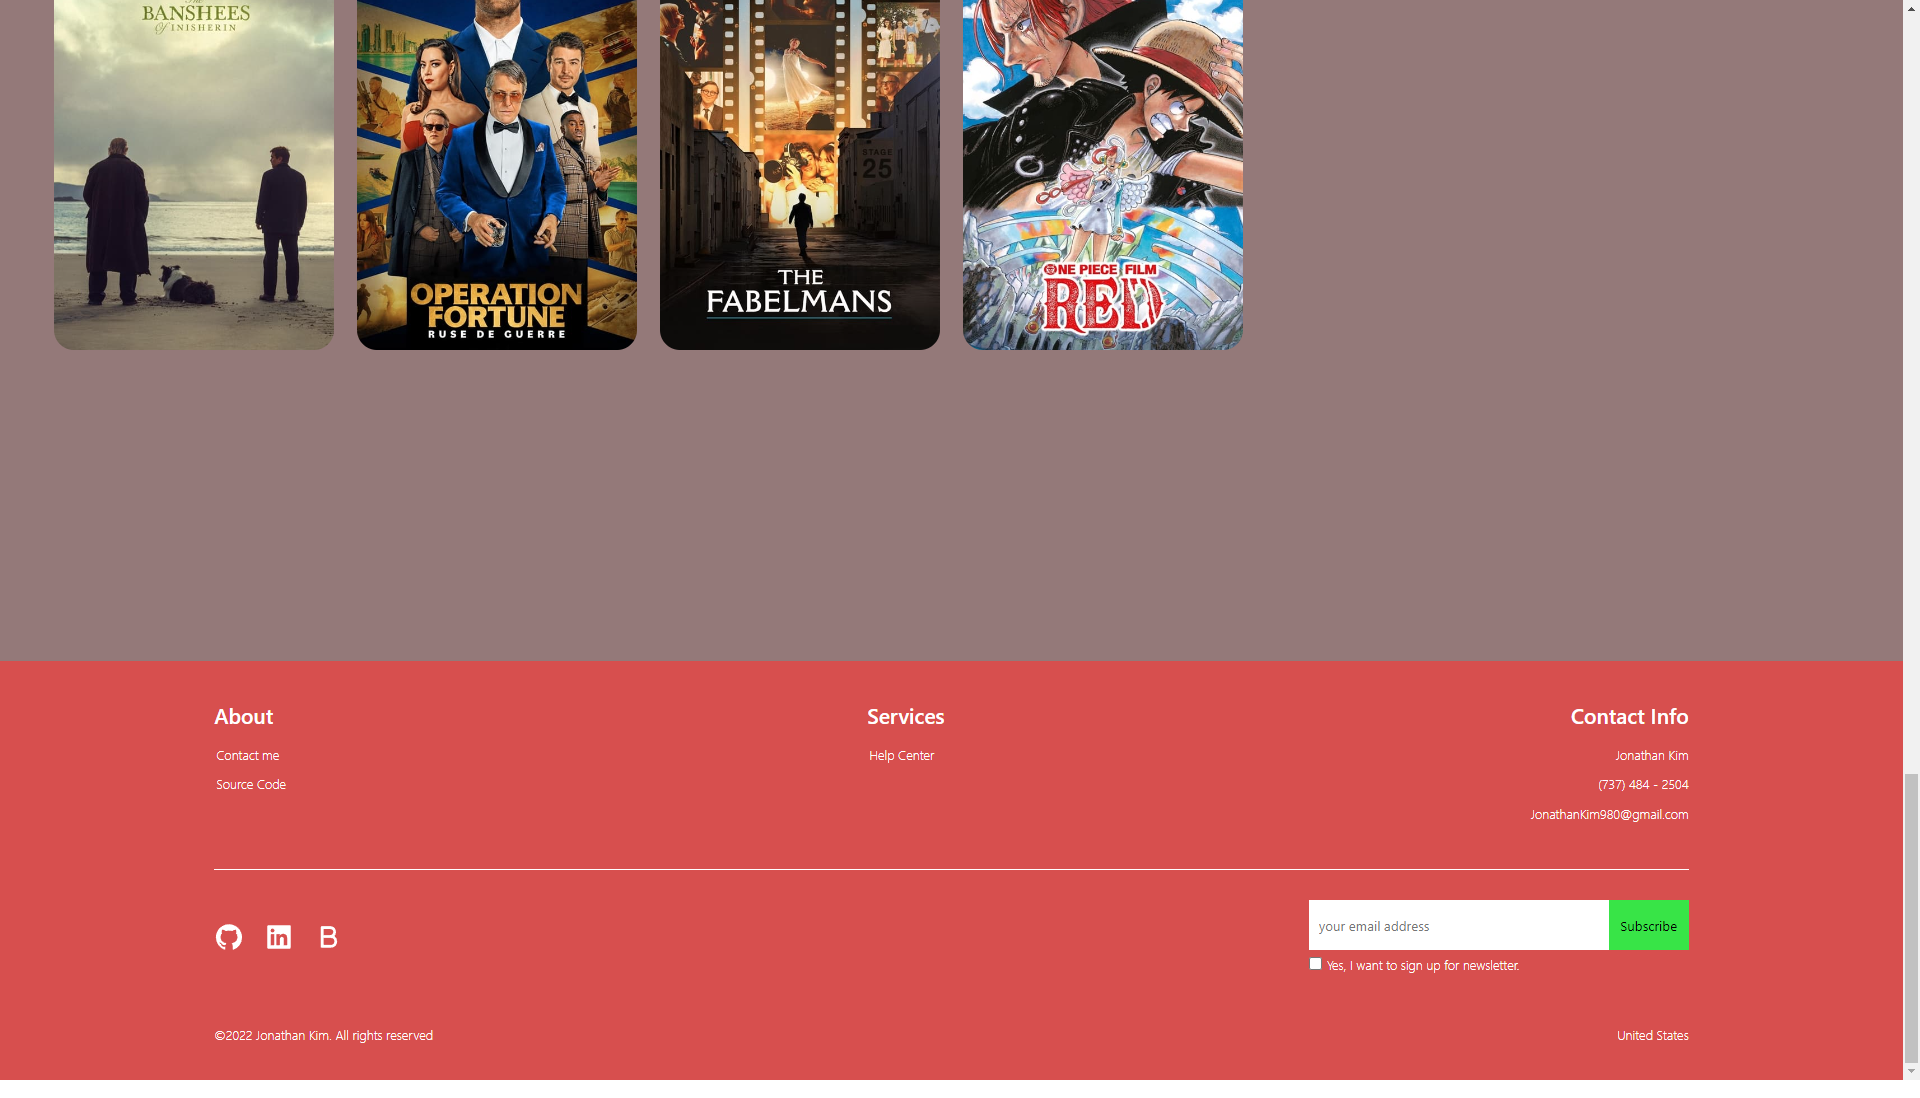 The
BANSHEES
Of INISHERIN
OPERATION
FORTUNE
RUSE DE GUERRE
STAGE
25
THE
FABELMANS
ONE PIECE FILM
RED
About
Contact me
Source Code
Services
Help Center
Contact Info
Jonathan Kim
(737) 484 - 2504
JonathanKim980@gmail.com
in
B
your email address
Subscribe
Yes, I want to sign up for newsletter.
©2022 Jonathan Kim. All rights reserved
United States